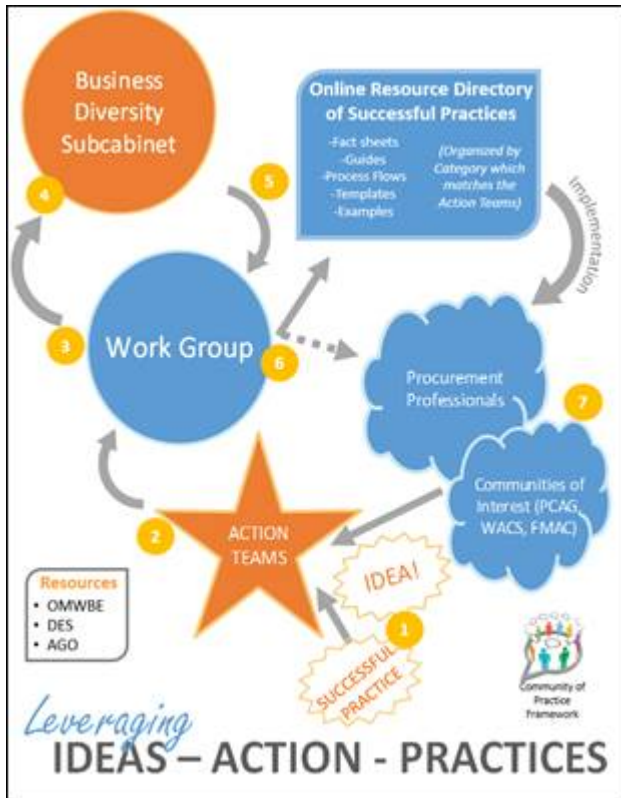 Business
Diversity
Subcabinet
Online Resource Directory
of Successful Practices
-Fact sheets
-Guides
-Process Flows
-Templates
-Examples
(Organized by
Category which
matches the
Action Teams)
4
5
Implementation
Work Group
3
6
Procurement
Professionals
7
Communities of
Interest (PCAG,
WACS, FMAC)
2
ACTION
TEAMS
IDEA!
1
SUCCESSFUL
PRACTICE
Resources
• OMWBE
• DES
• AGO
Community of
Practice
Framework
Leveraging
IDEAS – ACTION - PRACTICES